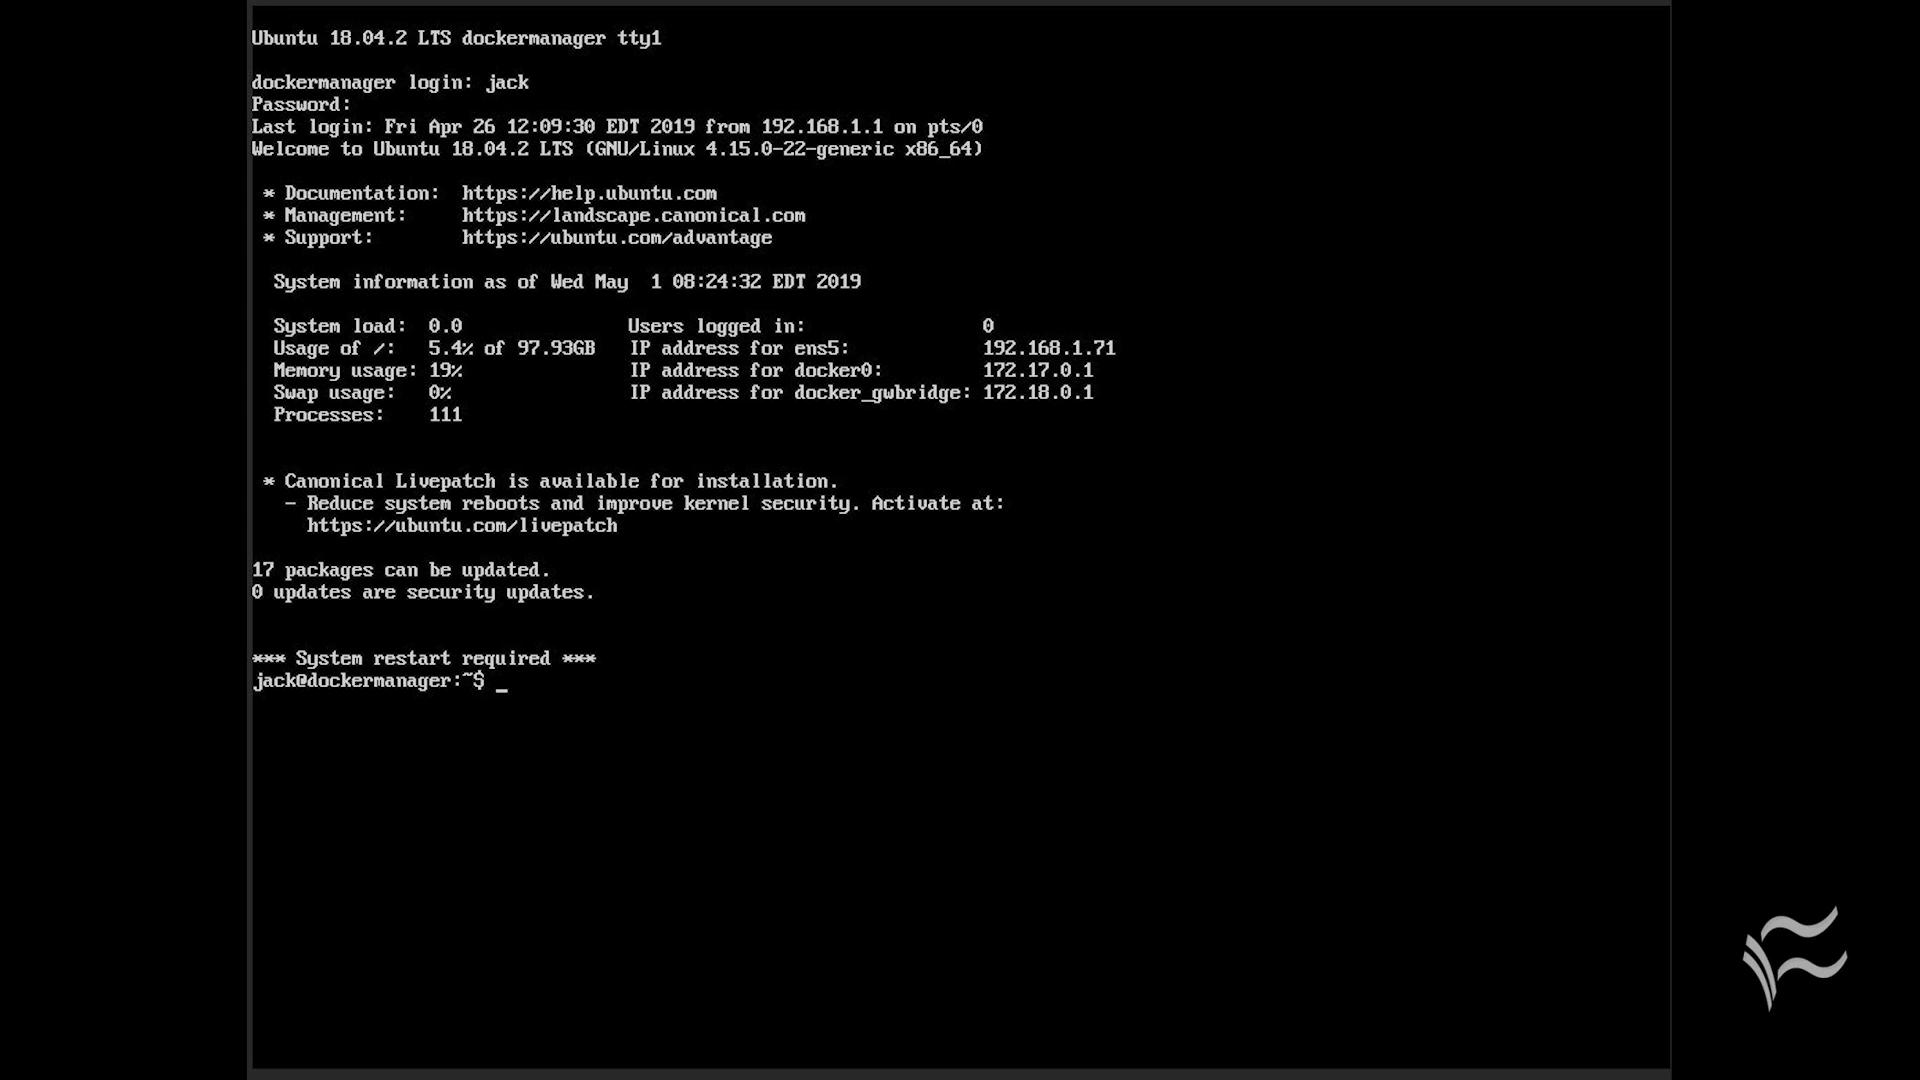 Ubuntu 18.04.2 LTS dockermanager tty1
dockermanager login: jack
Password:
Last login: Fri Apr 26 12:09:30 EDT 2019 from 192.168.1.1 on pts/0
Welcome to Ubuntu 18.04.2 LTS (GNU/Linux 4.15.0-22-generic x86_64)
* Documentation:  https://help.ubuntu.com
* Management:     https://landscape.canonical.com
* Support:        https://ubuntu.com/advantage
System information as of Wed May  1 08:24:32 EDT 2019
System load:  0.0               Users logged in:                0
Usage of /:   5.4% of 97.93GB   IP address for ens5:            192.168.1.71
Memory usage: 19%               IP address for docker0:         172.17.0.1
Swap usage:   0%                IP address for docker_gwbridge: 172.18.0.1
Processes:    111
* Canonical Livepatch is available for installation.
- Reduce system reboots and improve kernel security. Activate at:
https://ubuntu.com/livepatch
17 packages can be updated.
0 updates are security updates.
*** System restart required ***
jack@dockermanager:~$ _